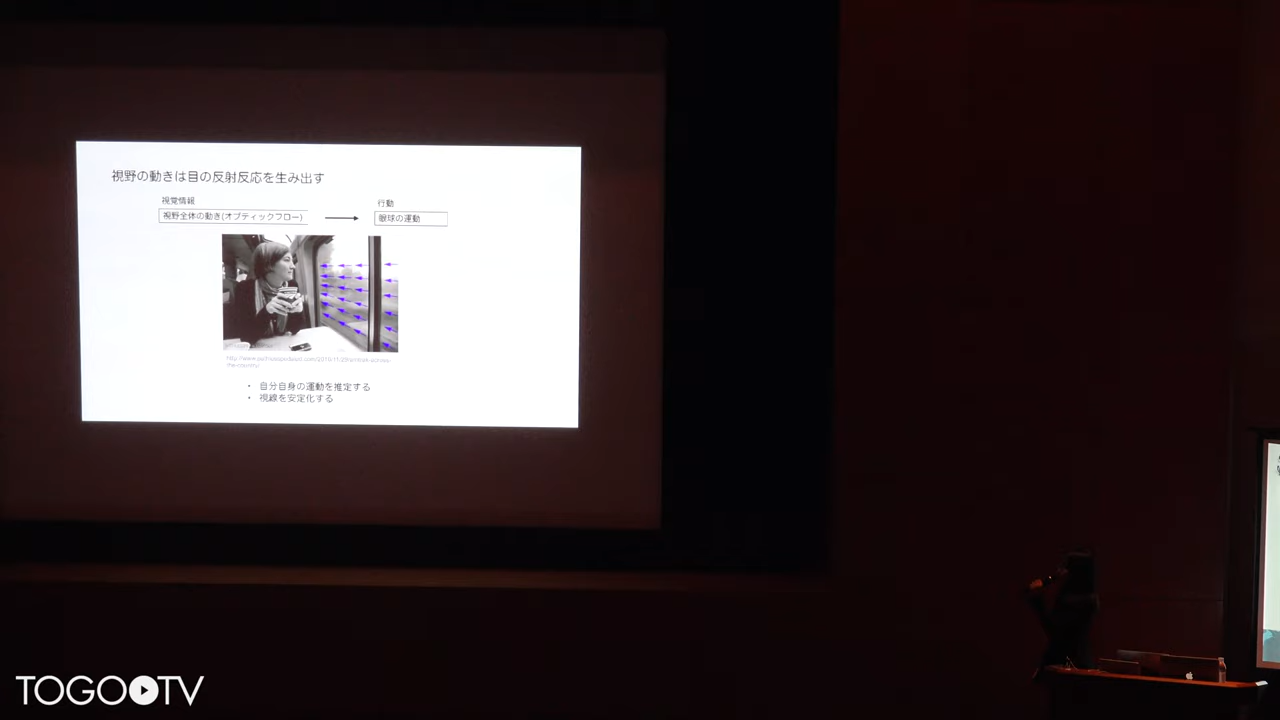 視野の動きは目の反射反応を生み出す
視覚情報
行動
視野全体の動き(オプティックフロー)
眼球の運動
• 自分自身の運動を推定する
• 視線を安定化する
TOGOTV